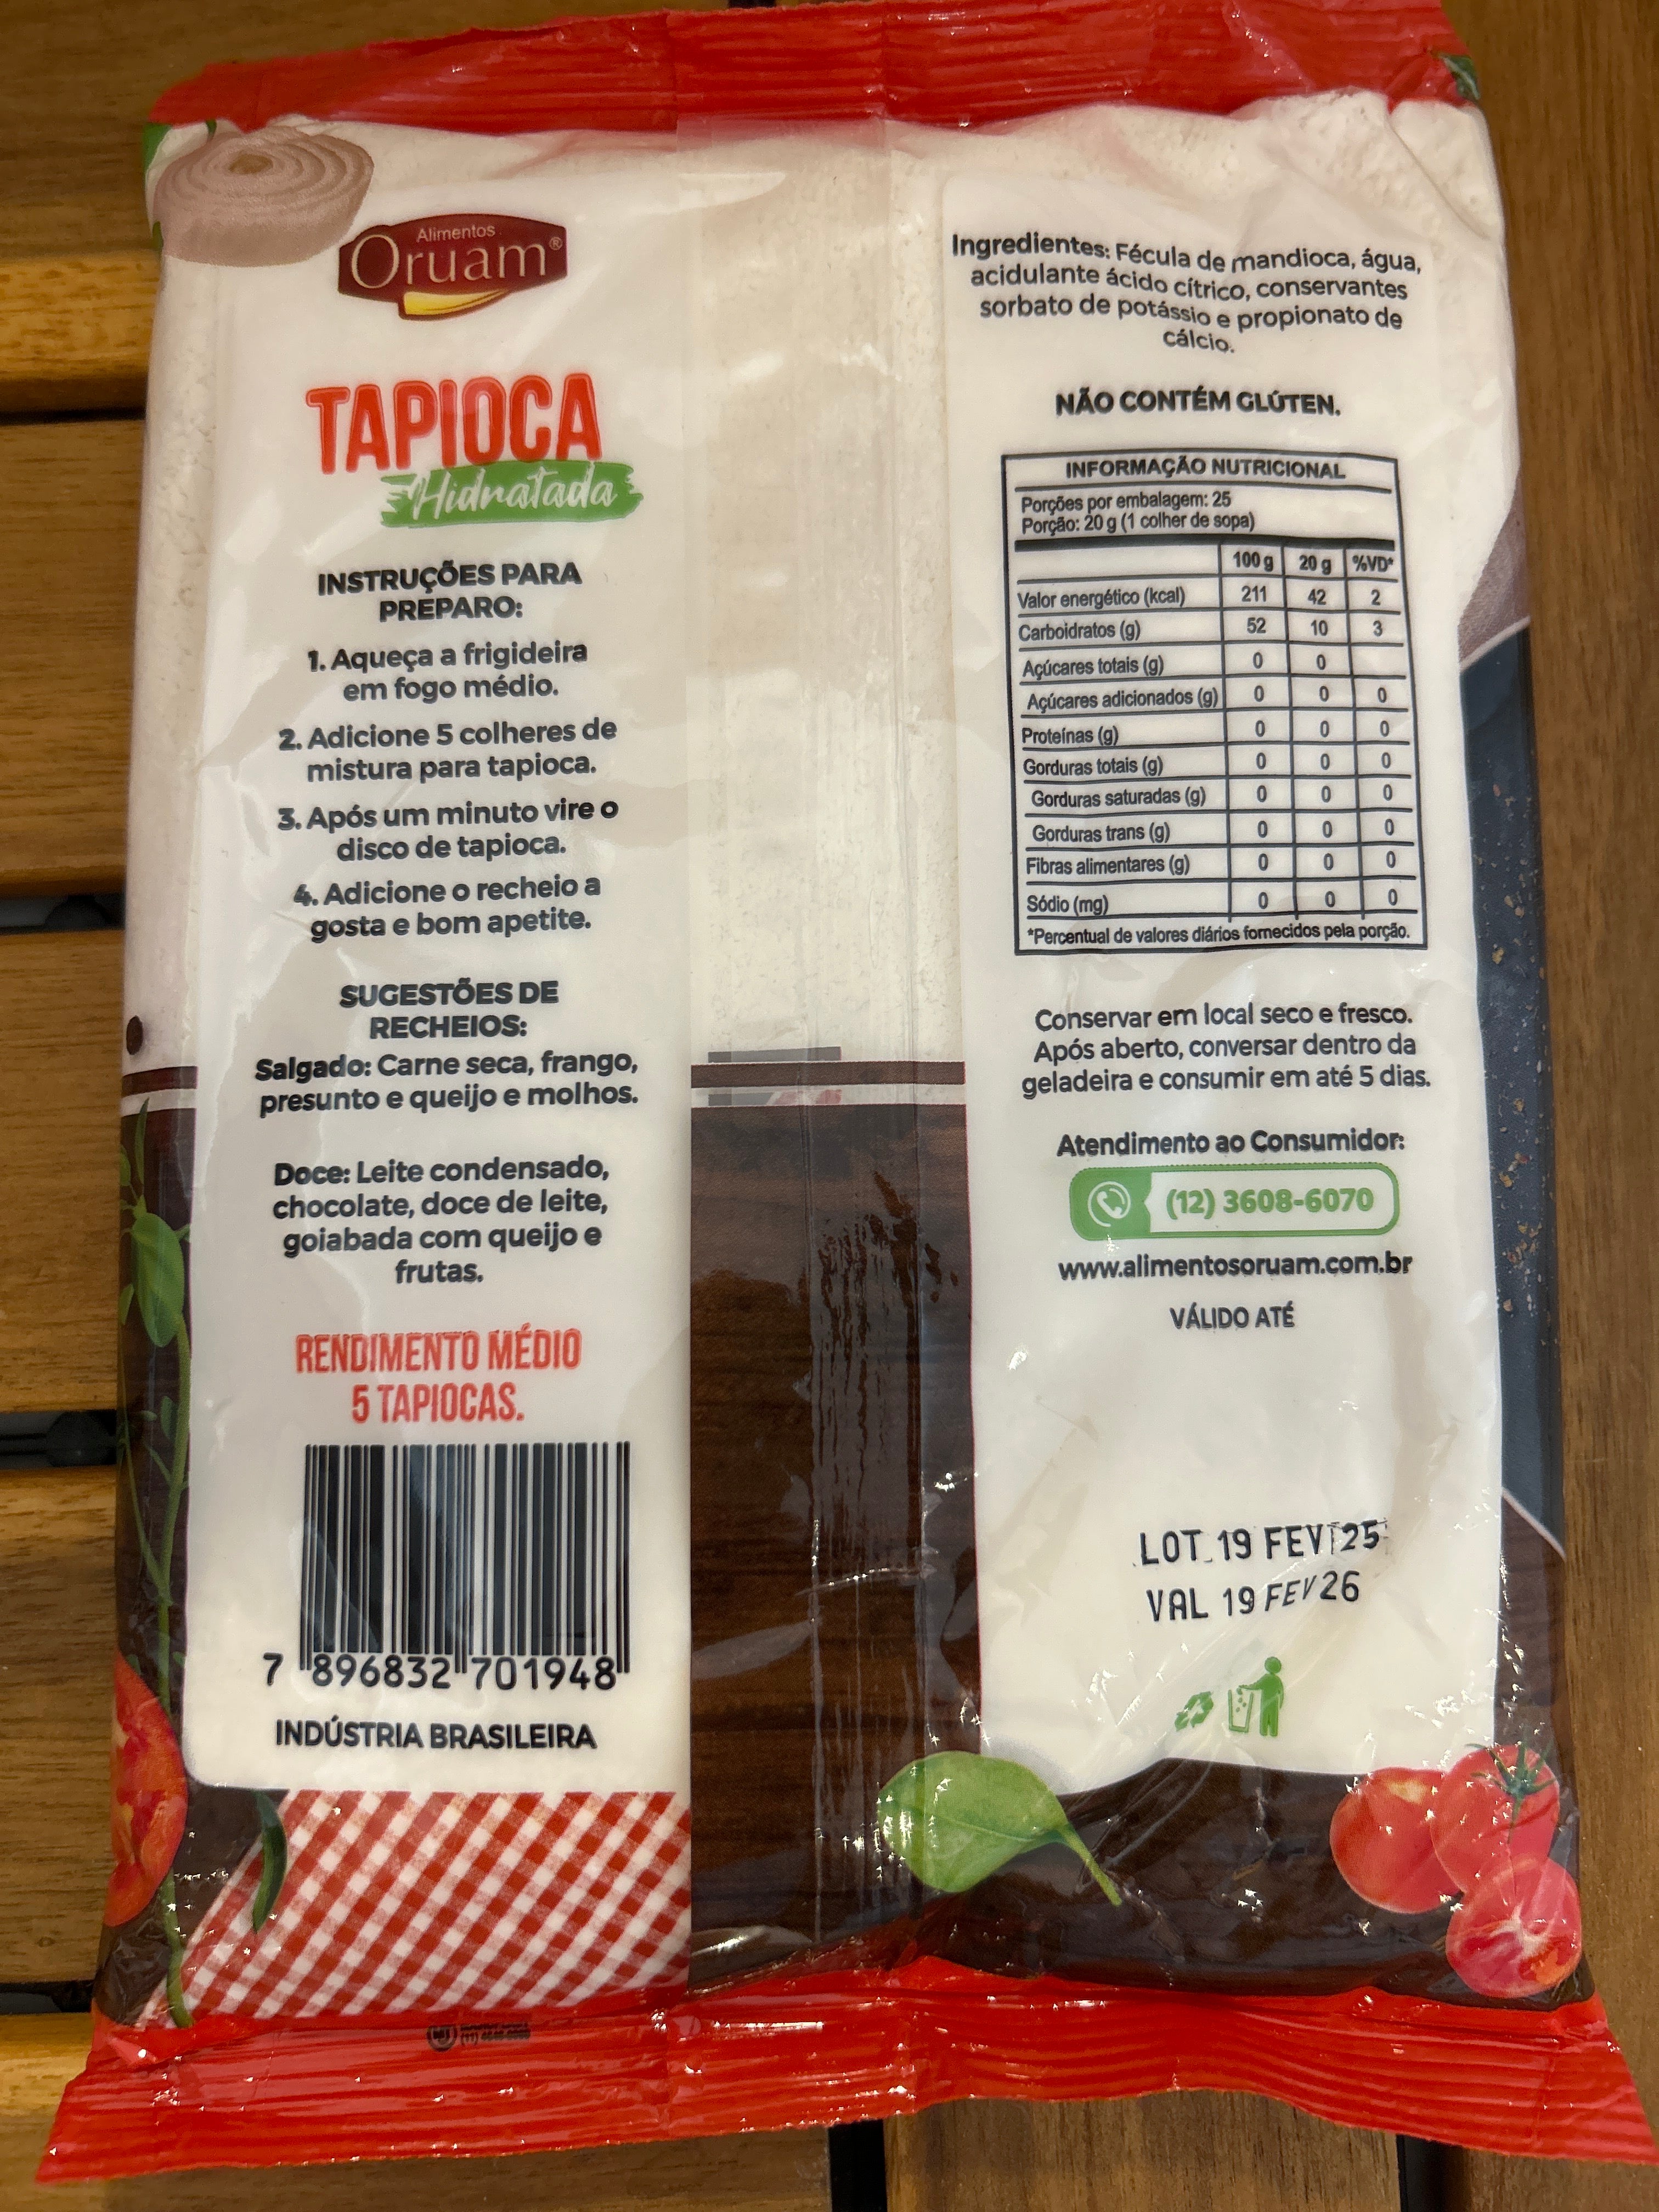 Alimentos
Oruam®
TAPIOCA
Hidratada
INSTRUÇÕES PARA
PREPARO:
1. Aqueça a frigideira
em fogo médio.
2. Adicione 5 colheres de
mistura para tapioca.
3. Após um minuto vire o
disco de tapioca.
4. Adicione o recheio a
gosta e bom apetite.
SUGESTÕES DE
RECHEIOS:
Salgado: Carne seca, frango,
presunto e queijo e molhos.
Doce: Leite condensado,
chocolate, doce de leite,
goiabada com queijo e
frutas.
RENDIMENTO MÉDIO
5 TAPIOCAS.
7 896832 701948
INDÚSTRIA BRASILEIRA
Ingredientes: Fécula de mandioca, água,
acidulante ácido cítrico, conservantes
sorbato de potássio e propionato de
cálcio.
NÃO CONTÉM GLÚTEN.
INFORMAÇÃO NUTRICIONAL
Porções por embalagem: 25
Porção: 20 g (1 colher de sopa)
100 g 20 g %VD*
Valor energético (kcal) 211 42 2
Carboidratos (g) 52 10 3
Açúcares totais (g) 0 0
Açúcares adicionados (g) 0 0 0
Proteínas (g) 0 0 0
Gorduras totais (g) 0 0 0
Gorduras saturadas (g) 0 0 0
Gorduras trans (g) 0 0 0
Fibras alimentares (g) 0 0 0
Sódio (mg) 0 0 0
*Percentual de valores diários fornecidos pela porção.
Conservar em local seco e fresco.
Após aberto, conversar dentro da
geladeira e consumir em até 5 dias.
Atendimento ao Consumidor:
(12) 3608-6070
www.alimentosoruam.com.br
VÁLIDO ATÉ
LOT 19 FEV 25
VAL 19 FEV 26